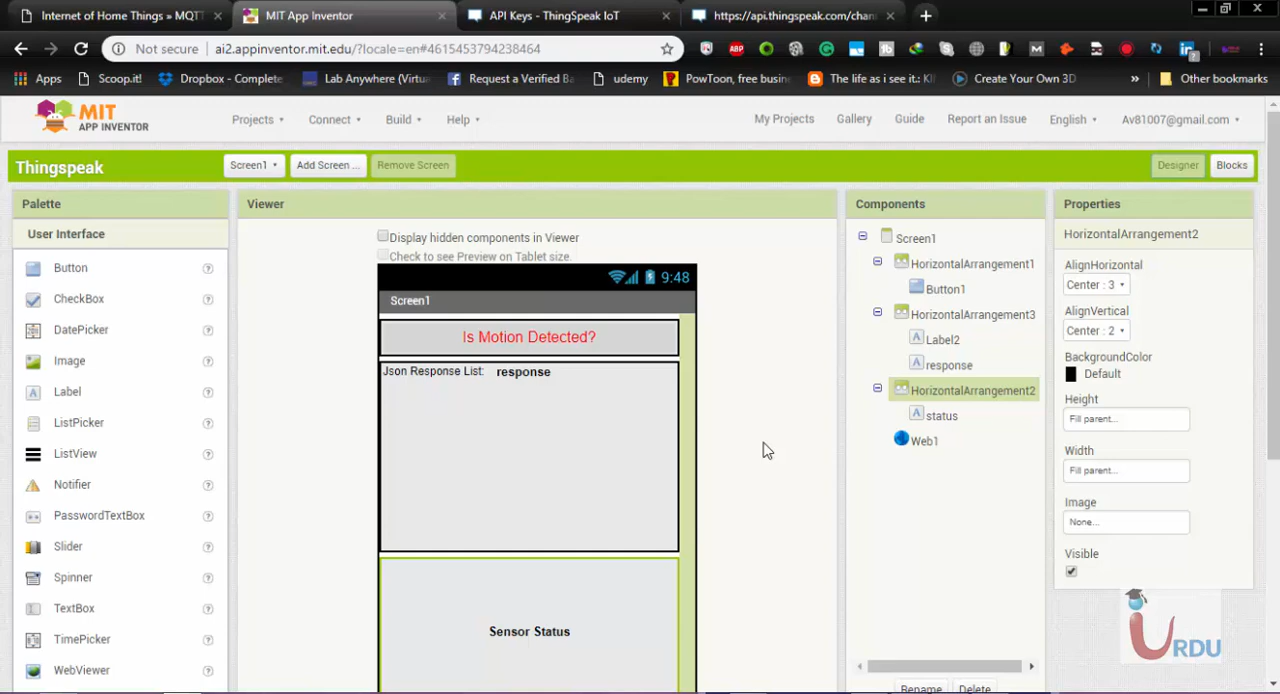 Internet of Home Things » MQTT
MIT App Inventor
API Keys - ThingSpeak IoT
https://api.thingspeak.com/chan
Not secure | ai2.appinventor.mit.edu/?locale=en#4615453794238464
Apps
Scoop.it!
Dropbox - Complete
Lab Anywhere (Virtua
Request a Verified Ba
udemy
PowToon, free busin
The life as i see it.: Kl
Create Your Own 3D
»
Other bookmarks
MIT
APP INVENTOR
Projects
Connect
Build
Help
My Projects
Gallery
Guide
Report an Issue
English
Av81007@gmail.com
Thingspeak
Screen1
Add Screen ...
Remove Screen
Designer
Blocks
Palette
User Interface
Button
CheckBox
DatePicker
Image
Label
ListPicker
ListView
Notifier
PasswordTextBox
Slider
Spinner
TextBox
TimePicker
WebViewer
Viewer
Display hidden components in Viewer
Check to see Preview on Tablet size.
9:48
Screen1
Is Motion Detected?
Json Response List: response
Sensor Status
Components
Screen1
HorizontalArrangement1
Button1
HorizontalArrangement3
Label2
response
HorizontalArrangement2
status
Web1
Rename
Delete
Properties
HorizontalArrangement2
AlignHorizontal
Center : 3
AlignVertical
Center : 2
BackgroundColor
Default
Height
Fill parent...
Width
Fill parent...
Image
None...
Visible
URDU